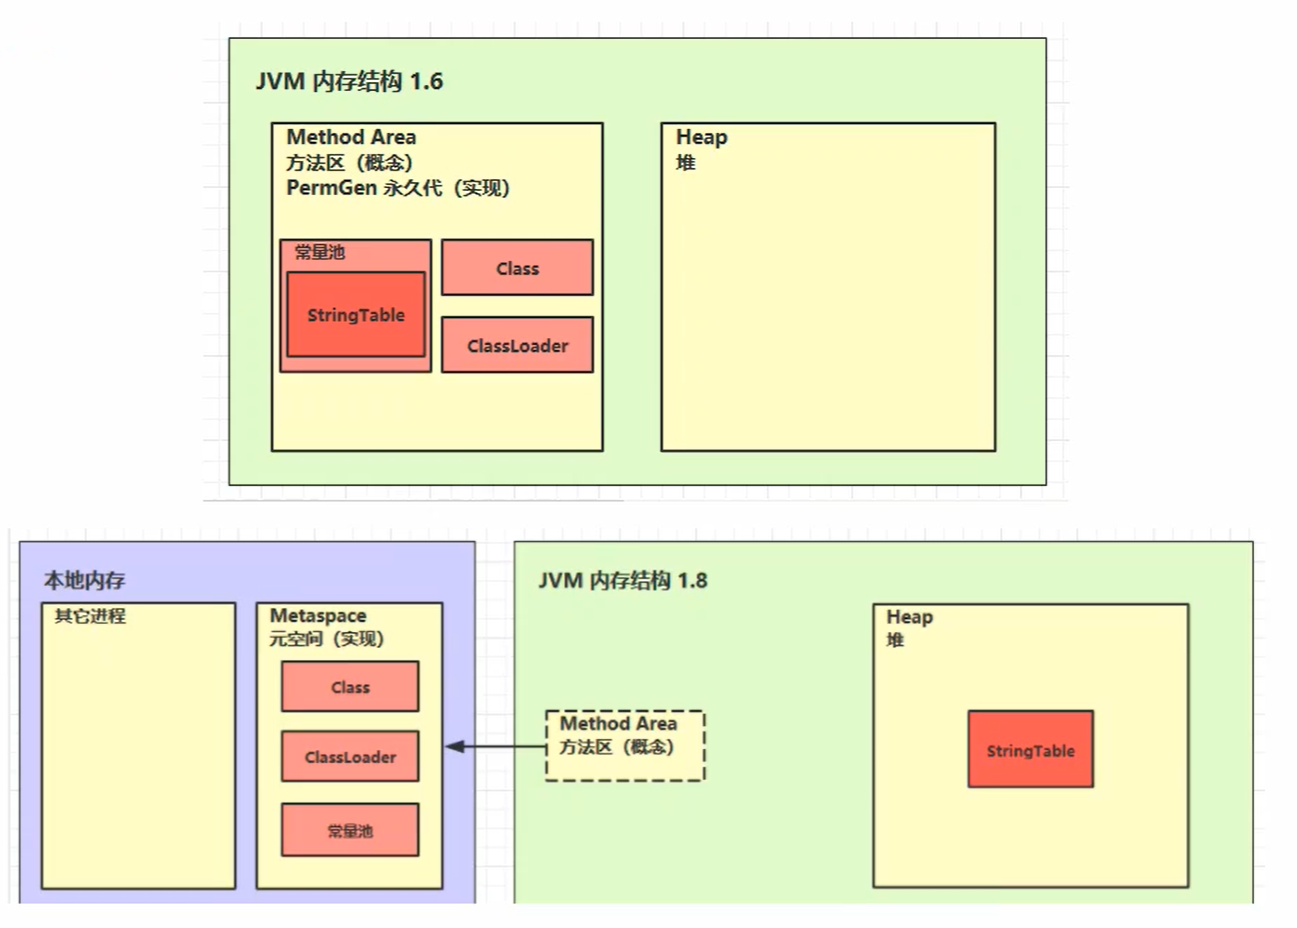 JVM 内存结构 1.6
Method Area
方法区（概念）
PermGen 永久代（实现）
常量池
StringTable
Class
ClassLoader
Heap
堆
本地内存
其它进程
Metaspace
元空间（实现）
Class
ClassLoader
常量池
JVM 内存结构 1.8
Method Area
方法区（概念）
Heap
堆
StringTable